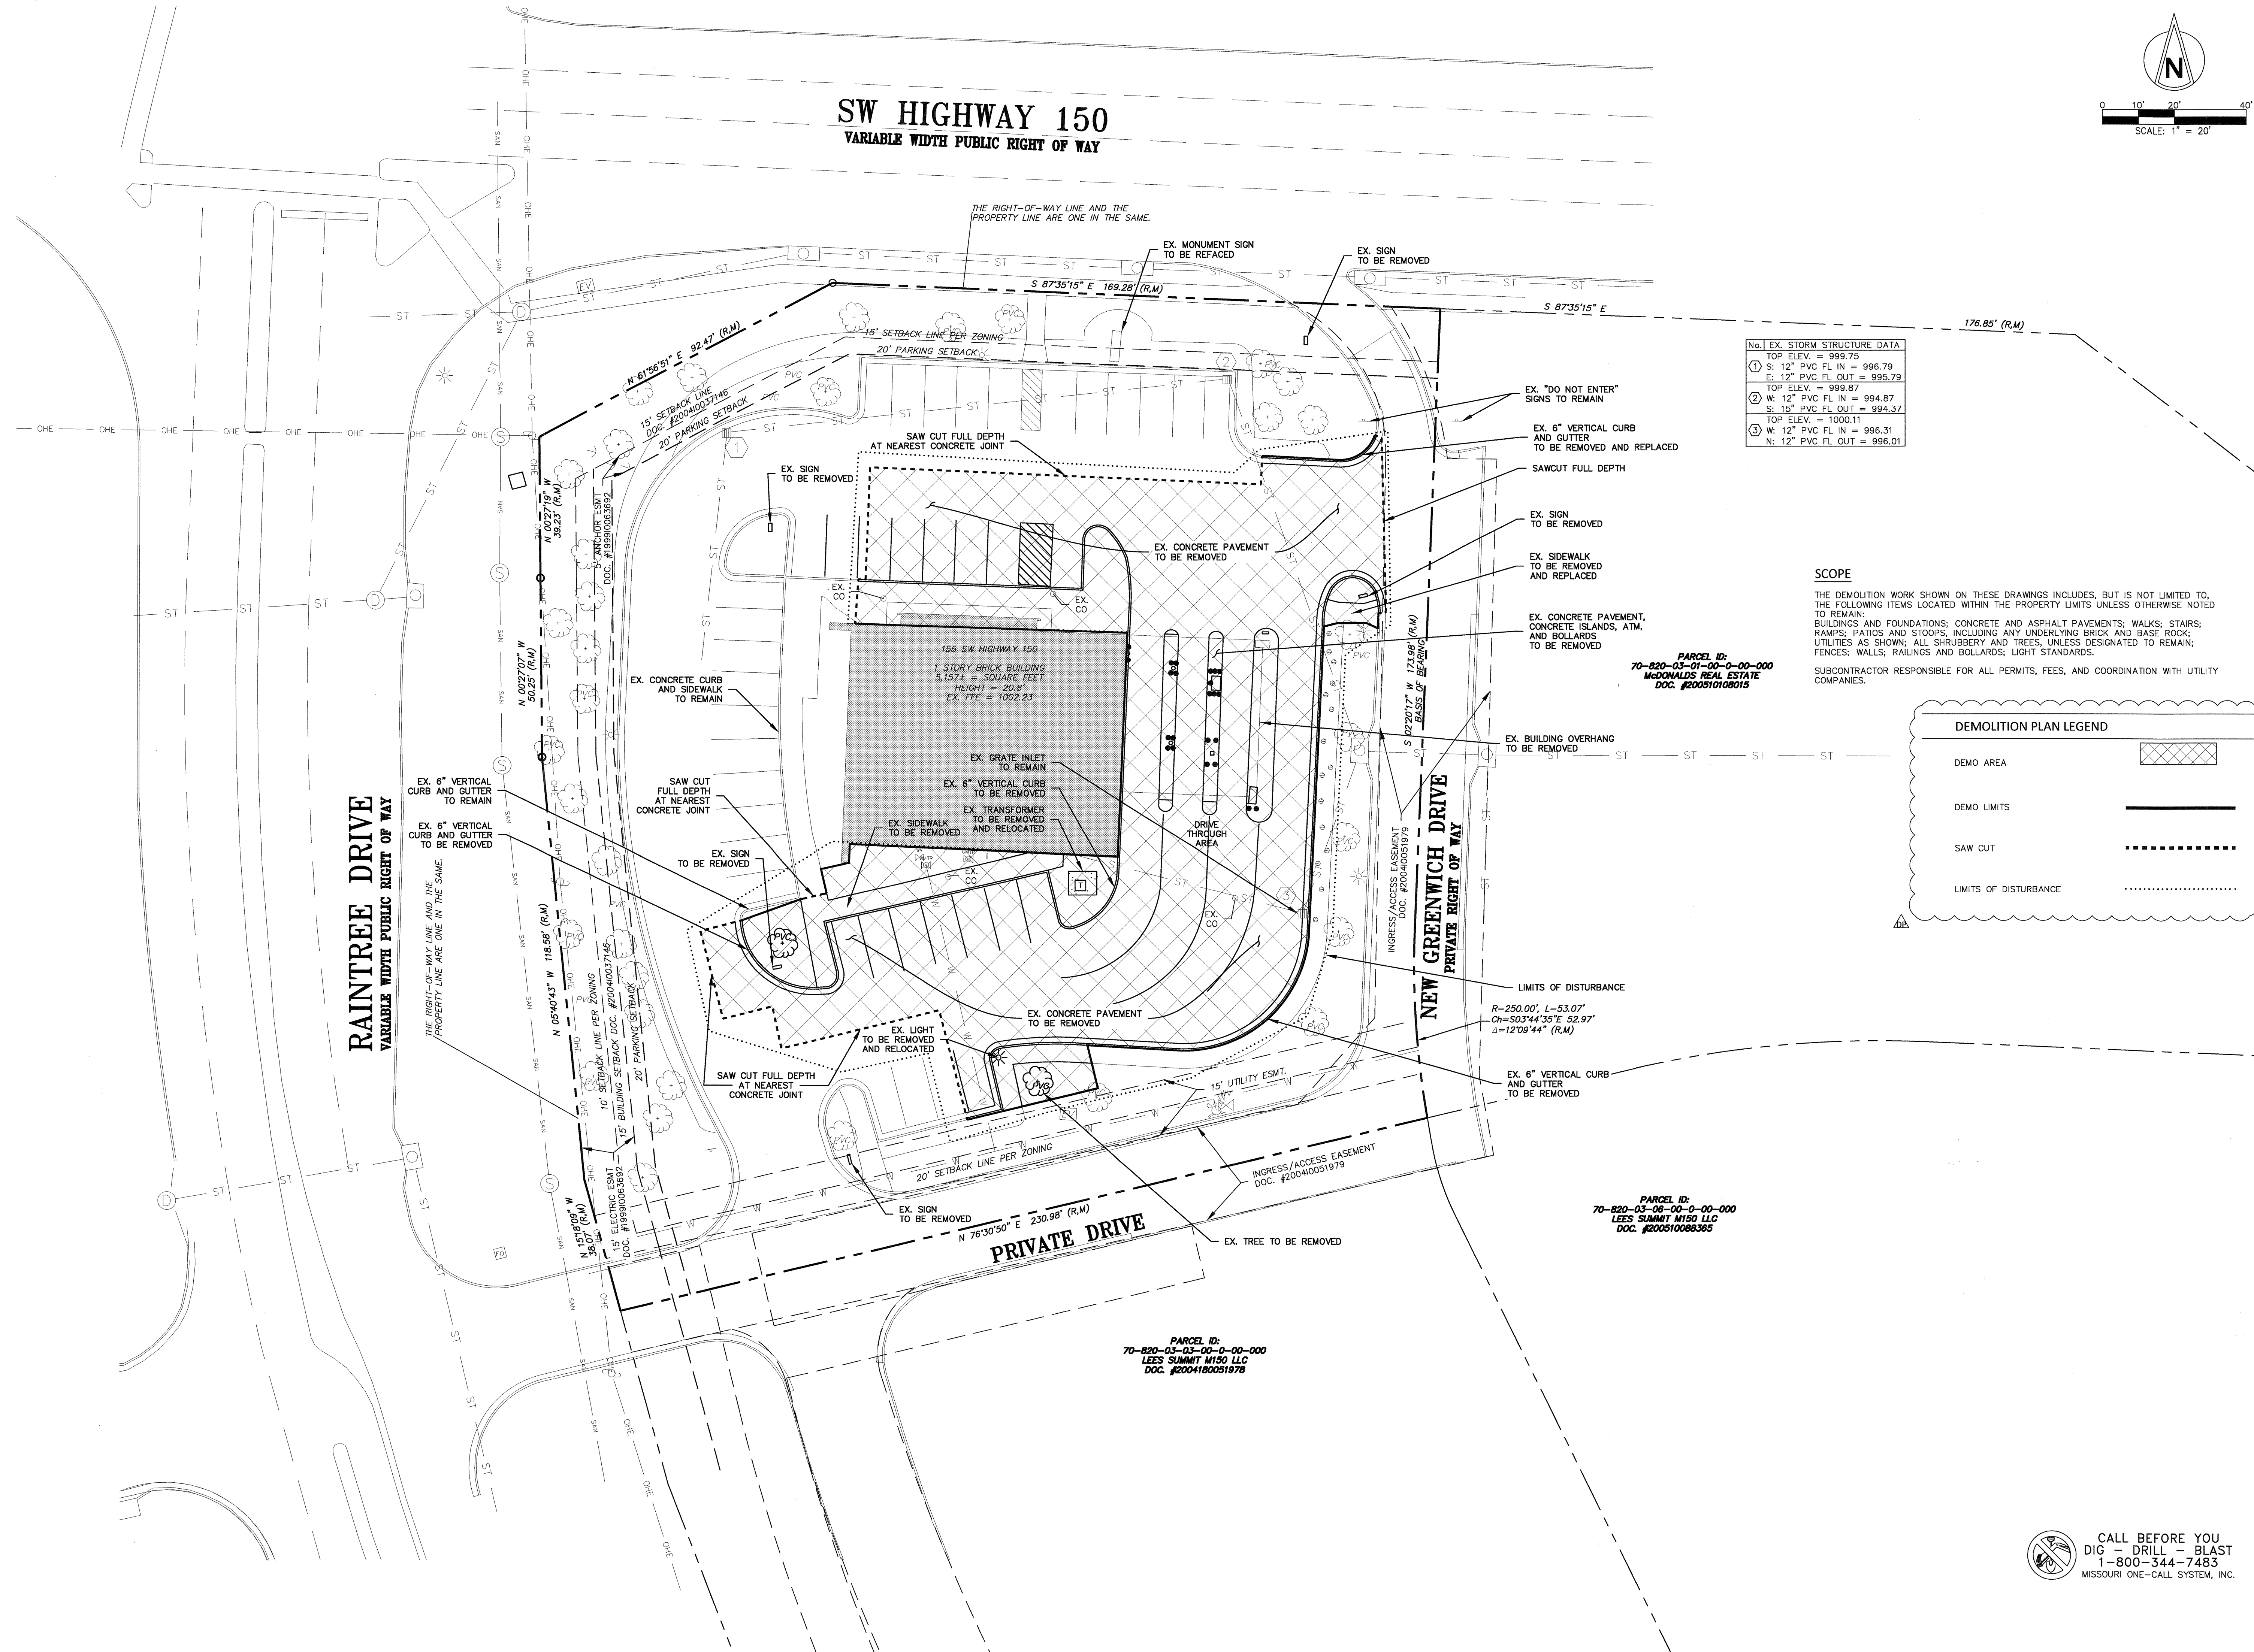 SW HIGHWAY 150
VARIABLE WIDTH PUBLIC RIGHT OF WAY
N
0 10' 20' 40'
SCALE: 1" = 20'
THE RIGHT-OF-WAY LINE AND THE
PROPERTY LINE ARE ONE IN THE SAME.
EX. MONUMENT SIGN
TO BE REFACED
EX. SIGN
TO BE REMOVED
S 87°35'15" E 169.28' (R,M)
S 87°35'15" E
176.85' (R,M)
N 61°56'51" E 92.47' (R,M)
15' SETBACK LINE PER ZONING
20' PARKING SETBACK
15' SETBACK LINE
DOC. #2004I0037146
20' PARKING SETBACK
No. EX. STORM STRUCTURE DATA
TOP ELEV. = 999.75
1 S: 12" PVC FL IN = 996.79
E: 12" PVC FL OUT = 995.79
TOP ELEV. = 999.87
2 W: 12" PVC FL IN = 994.87
S: 15" PVC FL OUT = 994.37
TOP ELEV. = 1000.11
3 W: 12" PVC FL IN = 996.31
N: 12" PVC FL OUT = 996.01
EX. "DO NOT ENTER"
SIGNS TO REMAIN
EX. 6" VERTICAL CURB
AND GUTTER
TO BE REMOVED AND REPLACED
SAWCUT FULL DEPTH
SAW CUT FULL DEPTH
AT NEAREST CONCRETE JOINT
EX. SIGN
TO BE REMOVED
EX. SIGN
TO BE REMOVED
EX. CONCRETE PAVEMENT
TO BE REMOVED
EX. SIDEWALK
TO BE REMOVED
AND REPLACED
EX.
CO
EX.
CO
EX. CONCRETE PAVEMENT,
CONCRETE ISLANDS, ATM,
AND BOLLARDS
TO BE REMOVED
N 00°27'19" W
39.23' (R,M)
5' ANCHOR ESMT
DOC. #1999I0063692
N 00°27'07" W
50.25' (R,M)
155 SW HIGHWAY 150
1 STORY BRICK BUILDING
5,157± = SQUARE FEET
HEIGHT = 20.8'
EX. FFE = 1002.23
EX. CONCRETE CURB
AND SIDEWALK
TO REMAIN
S 02°20'17" W 173.98' (R,M)
BASIS OF BEARING
PARCEL ID:
70-820-03-01-00-0-00-000
McDONALDS REAL ESTATE
DOC. #200510108015
SCOPE
THE DEMOLITION WORK SHOWN ON THESE DRAWINGS INCLUDES, BUT IS NOT LIMITED TO,
THE FOLLOWING ITEMS LOCATED WITHIN THE PROPERTY LIMITS UNLESS OTHERWISE NOTED
TO REMAIN:
BUILDINGS AND FOUNDATIONS; CONCRETE AND ASPHALT PAVEMENTS; WALKS; STAIRS;
RAMPS; PATIOS AND STOOPS, INCLUDING ANY UNDERLYING BRICK AND BASE ROCK;
UTILITIES AS SHOWN; ALL SHRUBBERY AND TREES, UNLESS DESIGNATED TO REMAIN;
FENCES; WALLS; RAILINGS AND BOLLARDS; LIGHT STANDARDS.
SUBCONTRACTOR RESPONSIBLE FOR ALL PERMITS, FEES, AND COORDINATION WITH UTILITY
COMPANIES.
DEMOLITION PLAN LEGEND
DEMO AREA
DEMO LIMITS
SAW CUT
LIMITS OF DISTURBANCE
DP
EX. BUILDING OVERHANG
TO BE REMOVED
EX. GRATE INLET
TO REMAIN
EX. 6" VERTICAL CURB
TO BE REMOVED
EX. TRANSFORMER
TO BE REMOVED
AND RELOCATED
EX. 6" VERTICAL
CURB AND GUTTER
TO REMAIN
SAW CUT
FULL DEPTH
AT NEAREST
CONCRETE JOINT
EX. 6" VERTICAL
CURB AND GUTTER
TO BE REMOVED
EX. SIDEWALK
TO BE REMOVED
EX. SIGN
TO BE REMOVED
DRIVE
THROUGH
AREA
EX.
CO
EX.
CO
T
RAINTREE DRIVE
VARIABLE WIDTH PUBLIC RIGHT OF WAY
THE RIGHT-OF-WAY LINE AND THE
PROPERTY LINE ARE ONE IN THE SAME.
N 05°40'43" W 118.58' (R,M)
10' SETBACK LINE PER ZONING
15' BUILDING SETBACK DOC. #2004I0037146
20' PARKING SETBACK
INGRESS/ACCESS EASEMENT
DOC. #2004I0051979
NEW GREENWICH DRIVE
PRIVATE RIGHT OF WAY
LIMITS OF DISTURBANCE
R=250.00', L=53.07'
Ch=S03°44'35"E 52.97'
Δ=12°09'44" (R,M)
EX. CONCRETE PAVEMENT
TO BE REMOVED
EX. LIGHT
TO BE REMOVED
AND RELOCATED
SAW CUT FULL DEPTH
AT NEAREST
CONCRETE JOINT
EX. 6" VERTICAL CURB
AND GUTTER
TO BE REMOVED
15' UTILITY ESMT.
20' SETBACK LINE PER ZONING
INGRESS/ACCESS EASEMENT
DOC. #2004I0051979
EX. SIGN
TO BE REMOVED
N 15°18'09" W
38.07' (R,M)
15' ELECTRIC ESMT
DOC. #1999I0063692
N 76°30'50" E 230.98' (R,M)
PRIVATE DRIVE
EX. TREE TO BE REMOVED
PARCEL ID:
70-820-03-06-00-0-00-000
LEES SUMMIT M150 LLC
DOC. #200510088365
PARCEL ID:
70-820-03-03-00-0-00-000
LEES SUMMIT M150 LLC
DOC. #2004180051978
CALL BEFORE YOU
DIG - DRILL - BLAST
1-800-344-7483
MISSOURI ONE-CALL SYSTEM, INC.